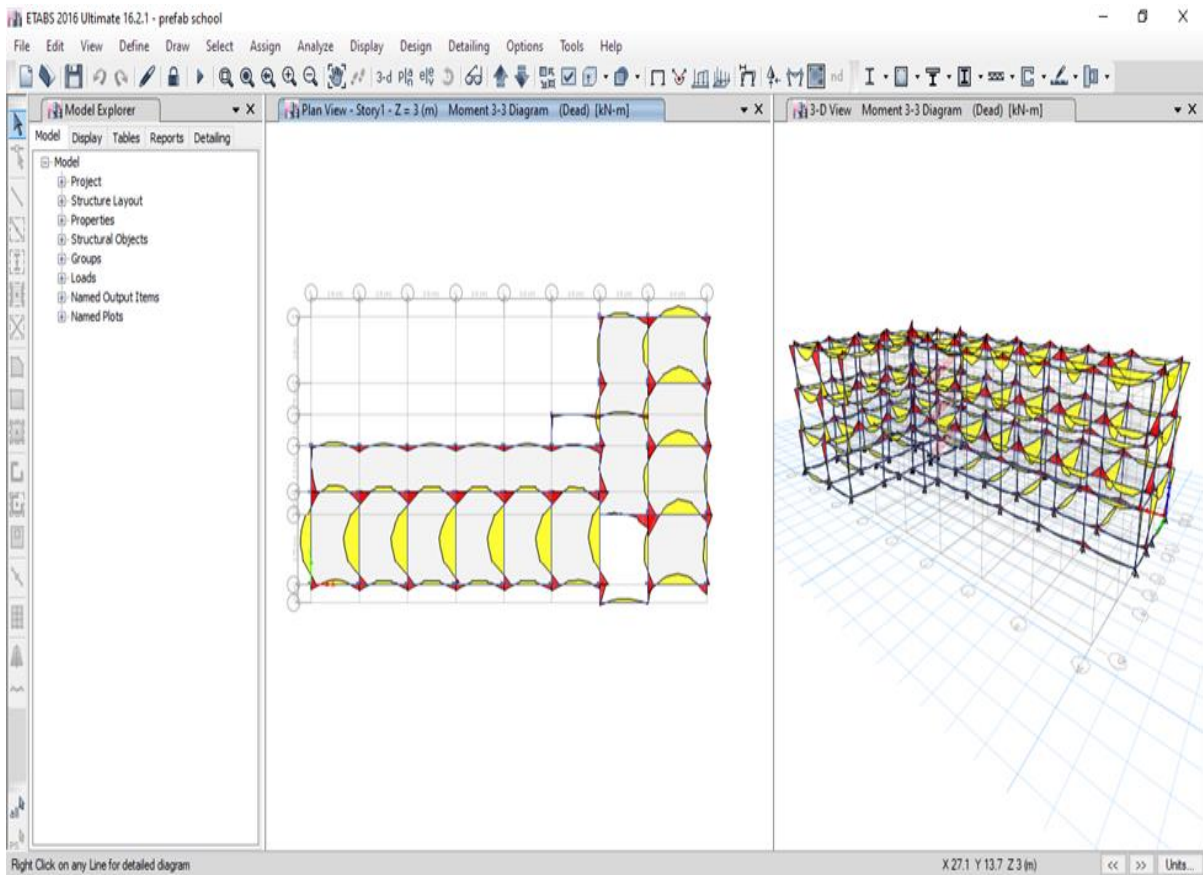 ETABS 2016 Ultimate 16.2.1 - prefab school
File Edit View Define Draw Select Assign Analyze Display Design Detailing Options Tools Help
3-d nd
Model Explorer
Plan View - Story1 - Z = 3 (m) Moment 3-3 Diagram (Dead) [kN-m]
3-D View Moment 3-3 Diagram (Dead) [kN-m]
Model Display Tables Reports Detailing
Model
Project
Structure Layout
Properties
Structural Objects
Groups
Loads
Named Output Items
Named Plots
all
Right Click on any Line for detailed diagram
X 27.1 Y 13.7 Z 3 (m)
<< >> Units...